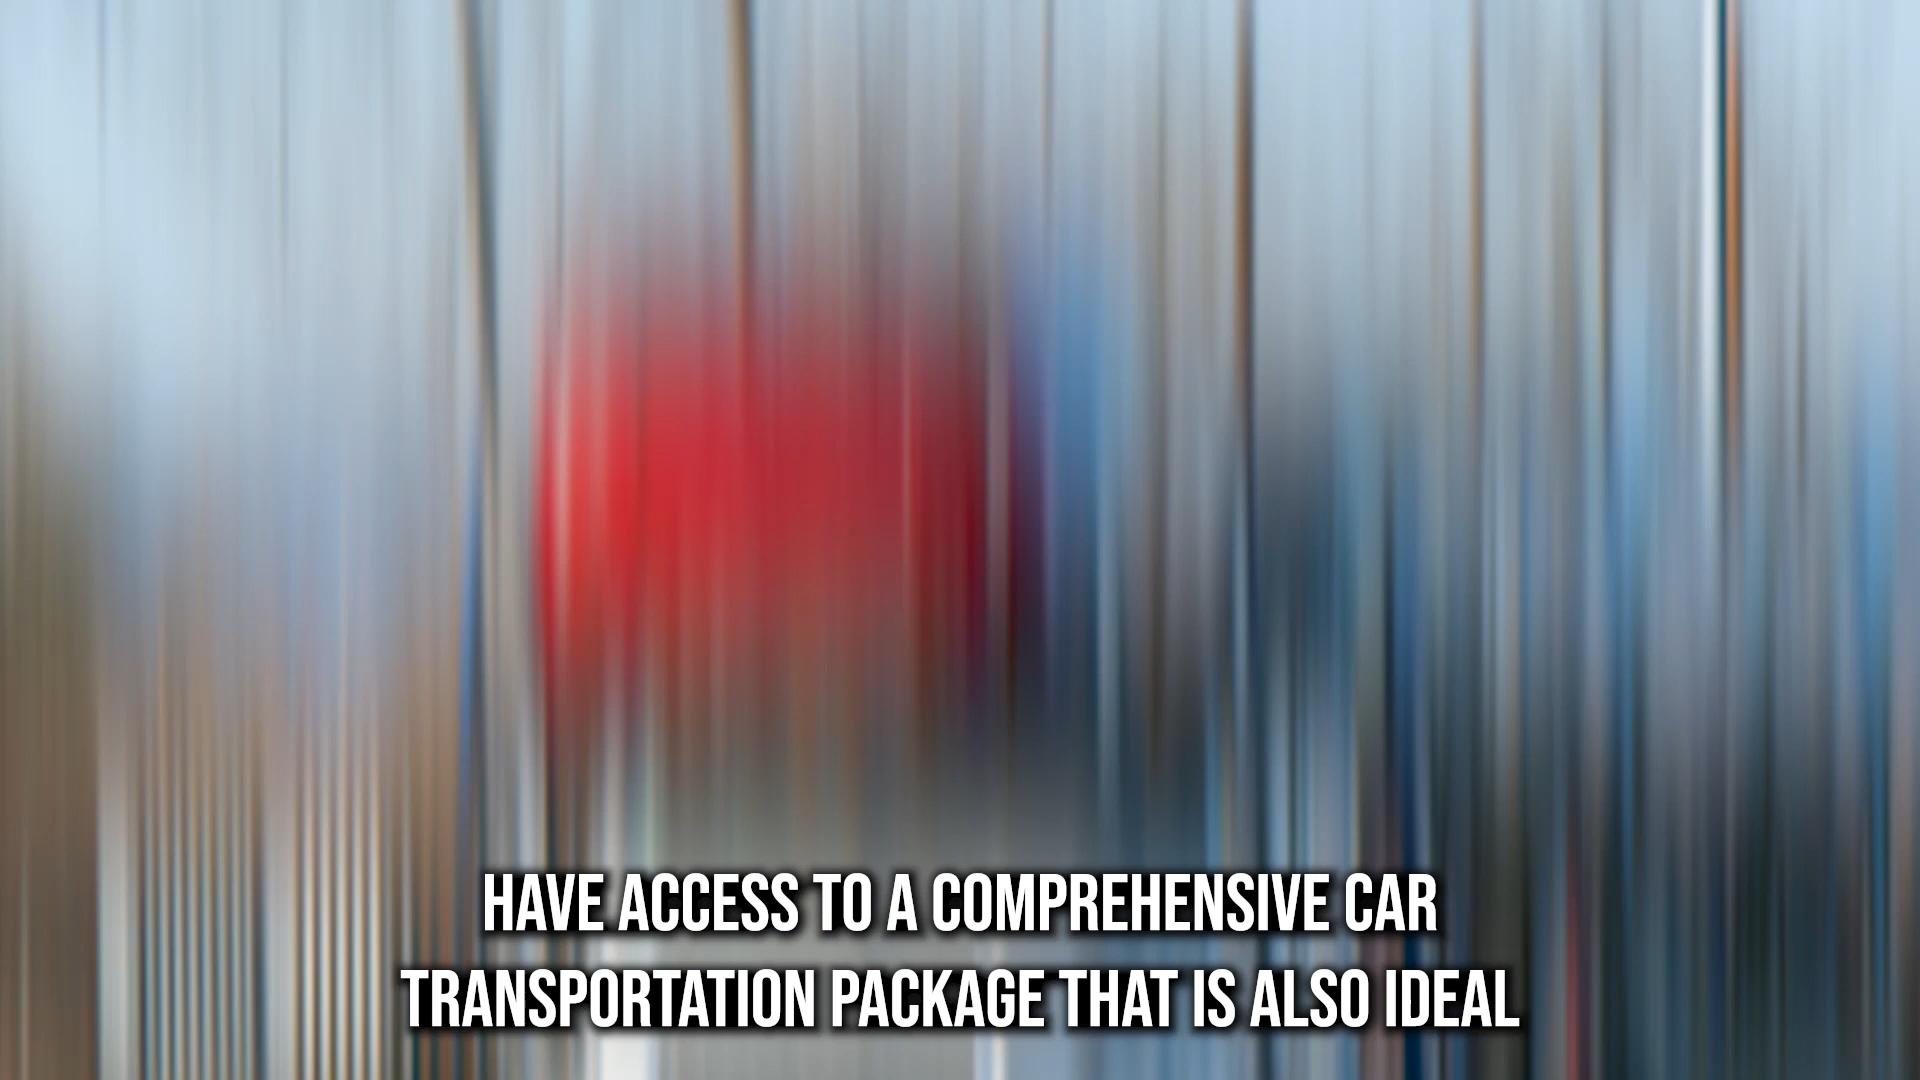 HAVE ACCESS TO A COMPREHENSIVE CAR
TRANSPORTATION PACKAGE THAT IS ALSO IDEAL